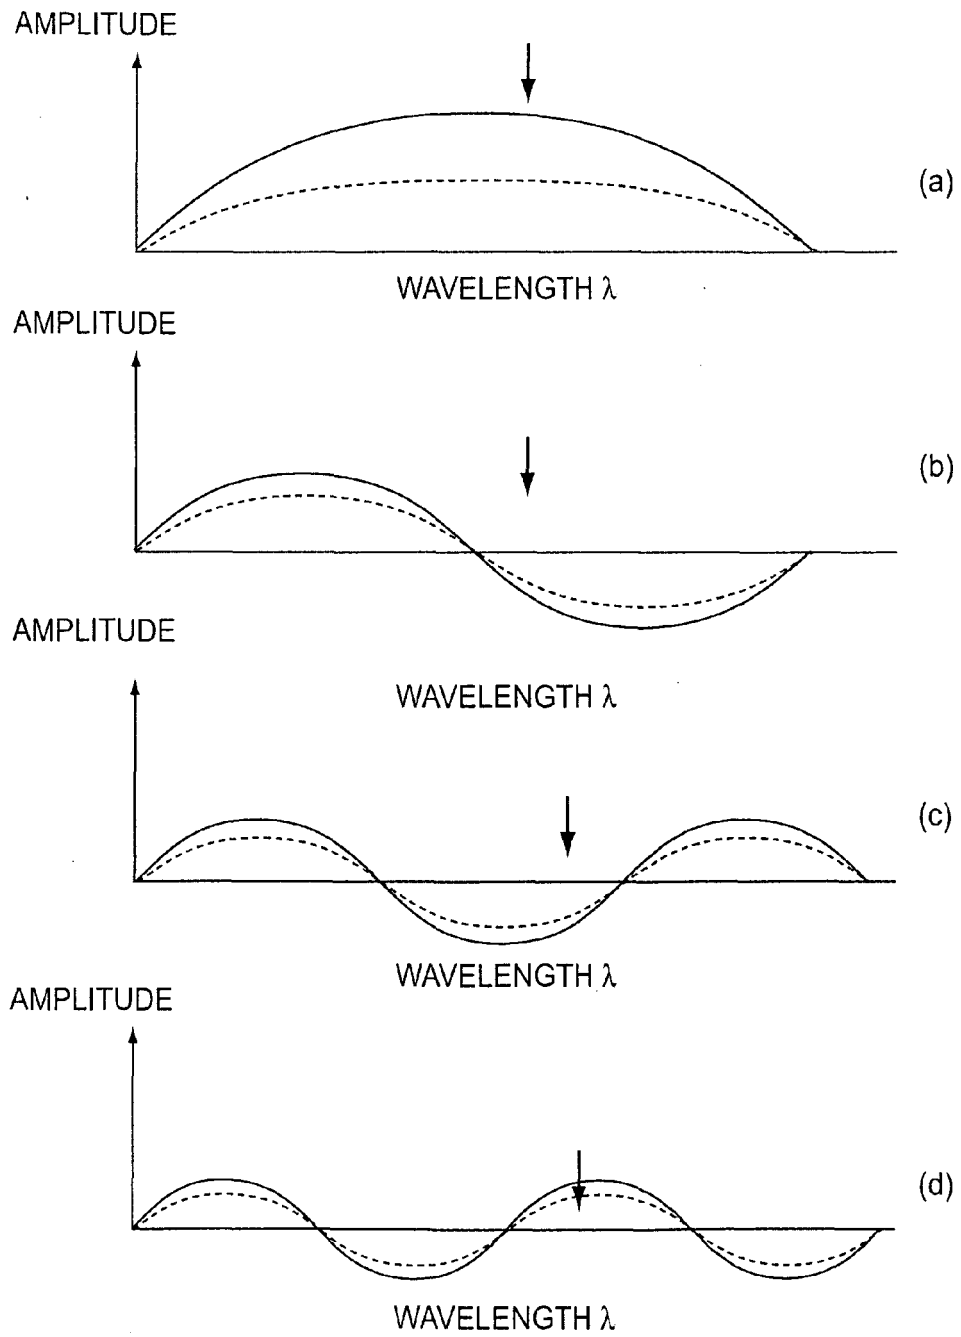 AMPLITUDE
(a)
WAVELENGTH λ
AMPLITUDE
(b)
AMPLITUDE
WAVELENGTH λ
(c)
WAVELENGTH λ
AMPLITUDE
(d)
WAVELENGTH λ